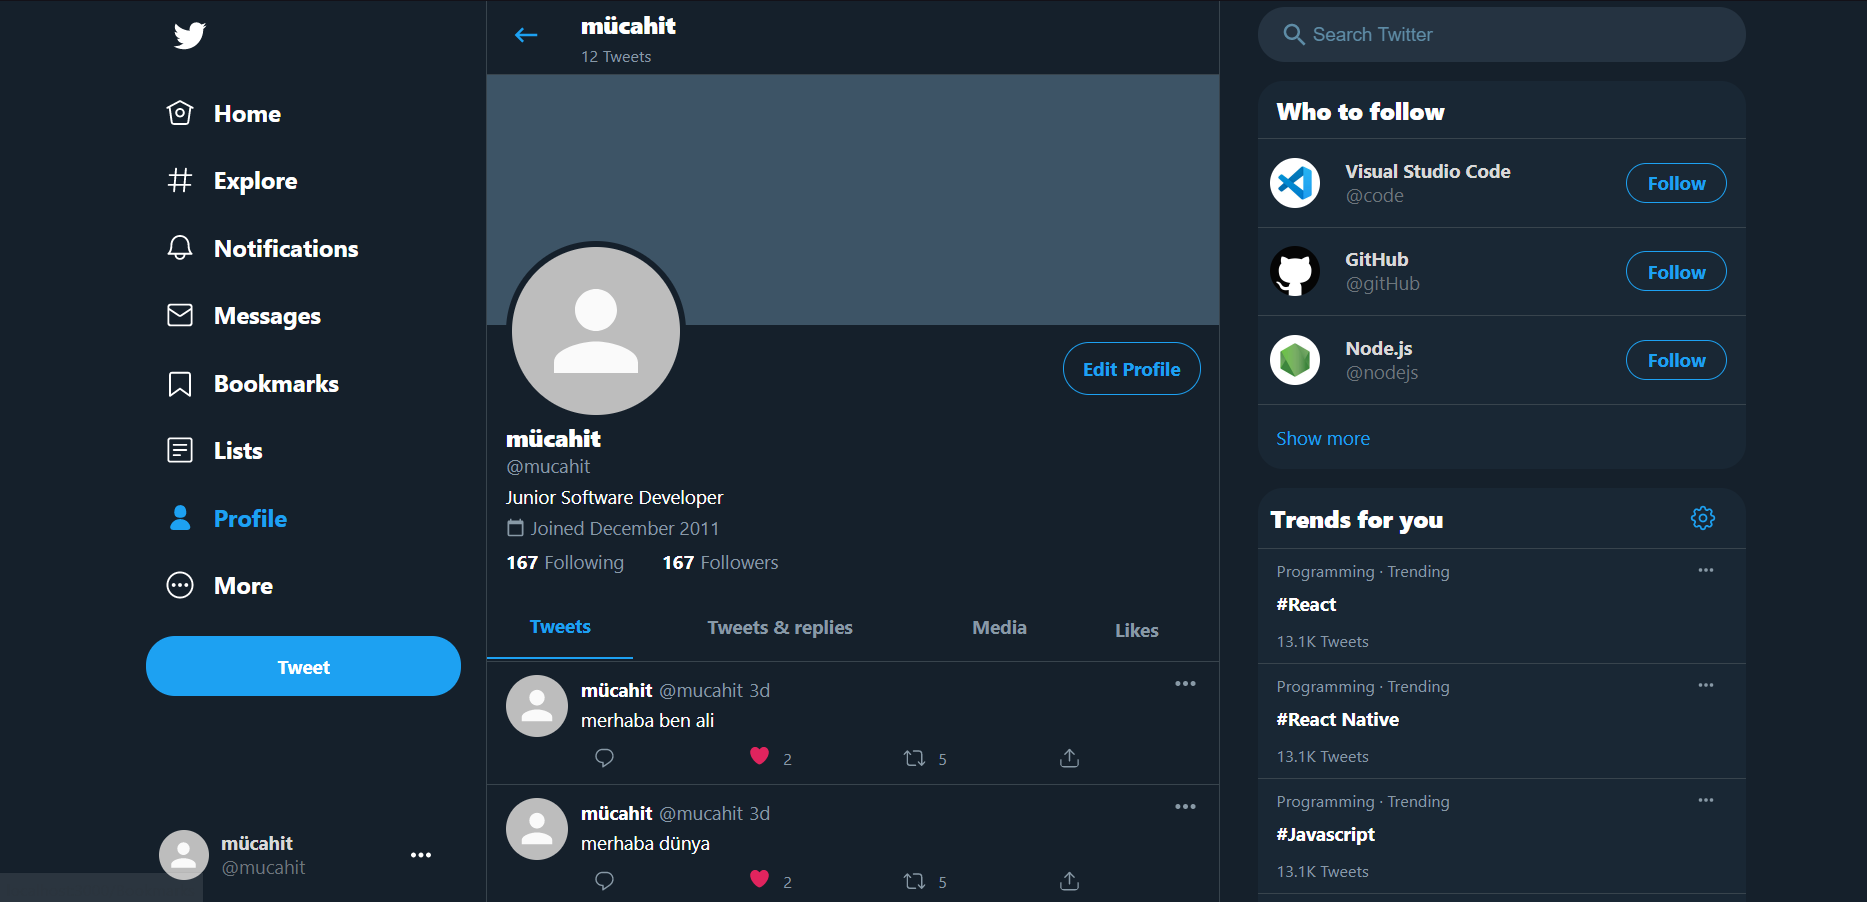 Home
Explore
Notifications
Messages
Bookmarks
Lists
Profile
More
Tweet
mücahit
@mucahit
mücahit
12 Tweets
Edit Profile
mücahit
@mucahit
Junior Software Developer
Joined December 2011
167 Following 167 Followers
Tweets Tweets & replies Media Likes
mücahit @mucahit 3d
merhaba ben ali
2 5
mücahit @mucahit 3d
merhaba dünya
2 5
Search Twitter
Who to follow
Visual Studio Code
@code
Follow
GitHub
@gitHub
Follow
Node.js
@nodejs
Follow
Show more
Trends for you
Programming · Trending
#React
13.1K Tweets
Programming · Trending
#React Native
13.1K Tweets
Programming · Trending
#Javascript
13.1K Tweets